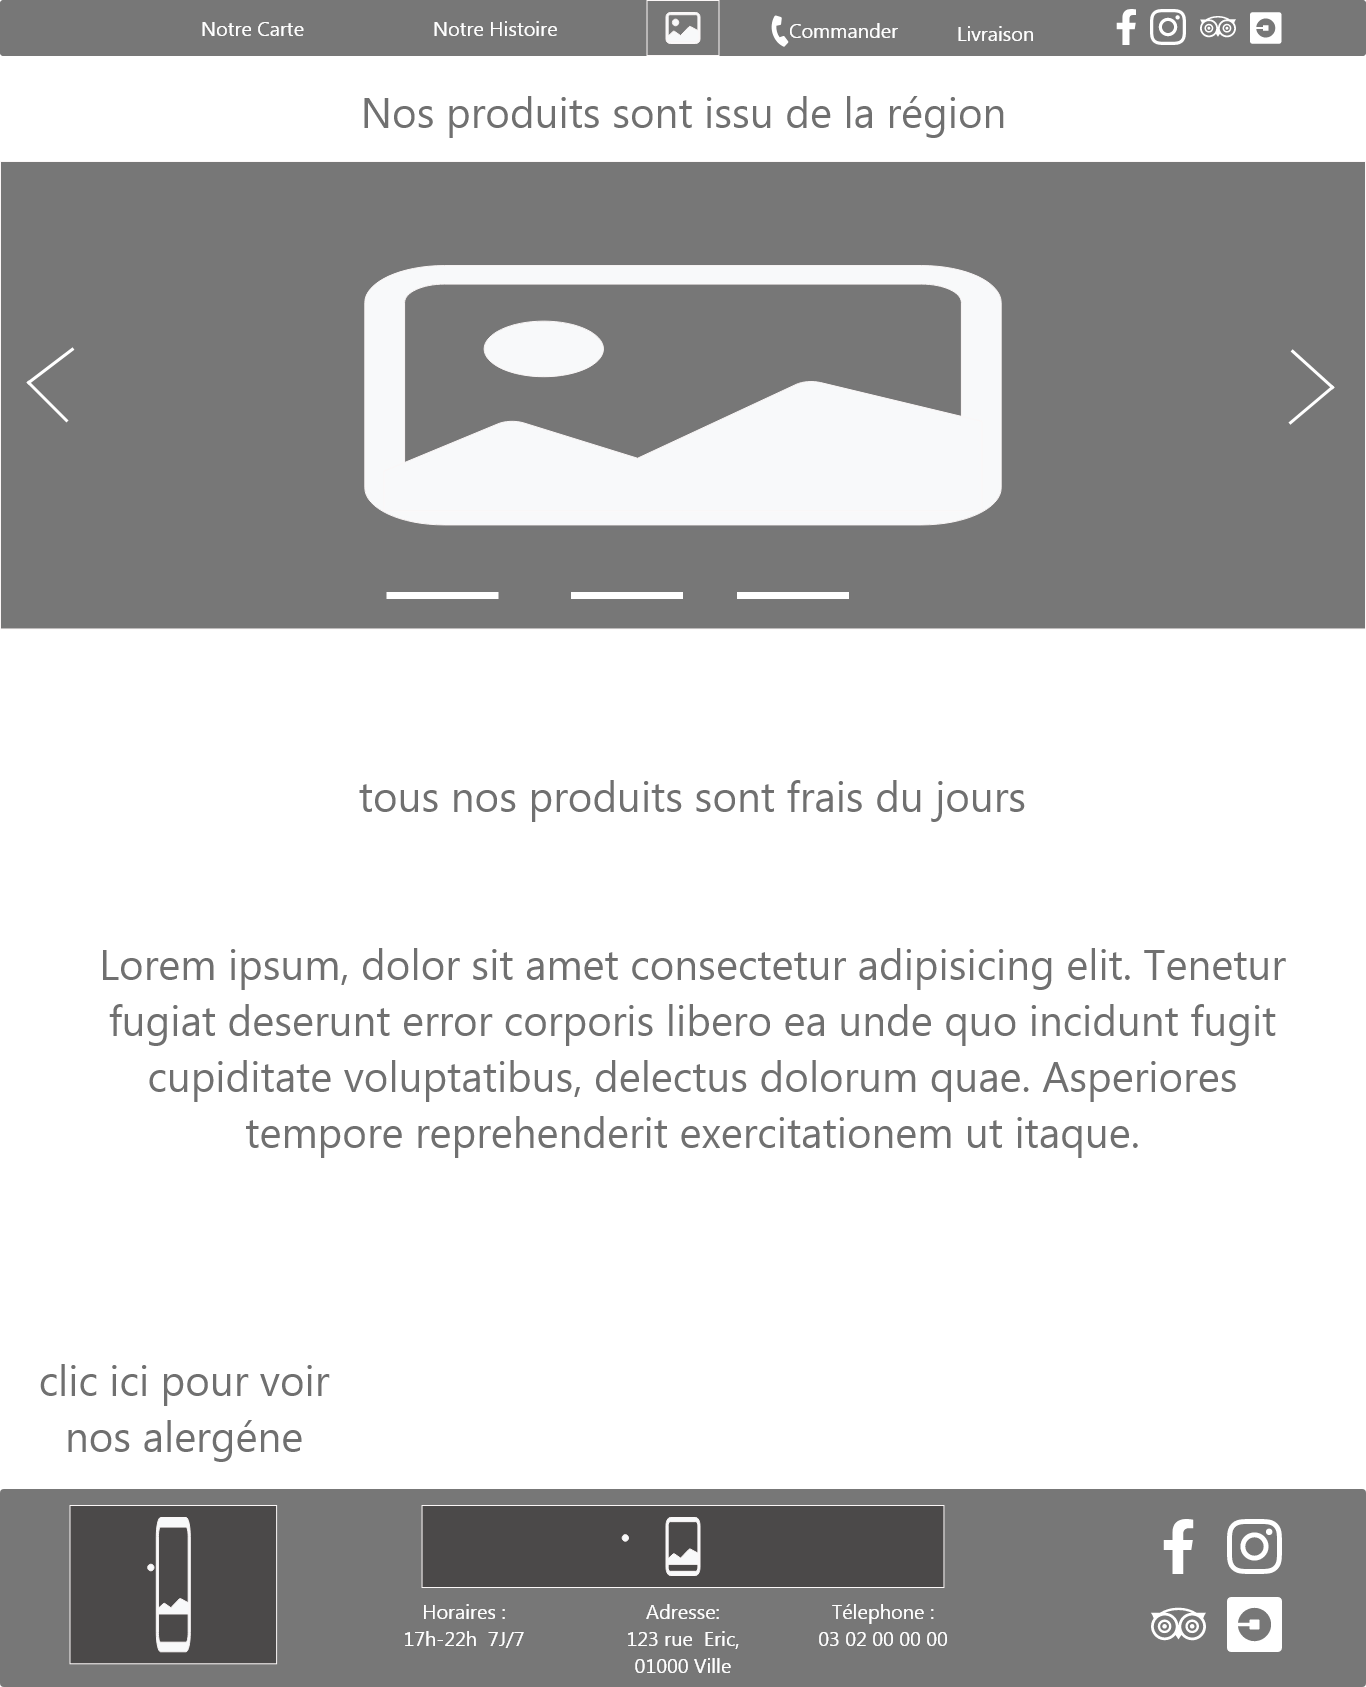 Notre Carte
Notre Histoire
Commander
Livraison
Nos produits sont issu de la région
tous nos produits sont frais du jours
Lorem ipsum, dolor sit amet consectetur adipisicing elit. Tenetur
fugiat deserunt error corporis libero ea unde quo incidunt fugit
cupiditate voluptatibus, delectus dolorum quae. Asperiores
tempore reprehenderit exercitationem ut itaque.
clic ici pour voir
nos alergéne
Horaires :
17h-22h 7J/7
Adresse:
123 rue Eric,
01000 Ville
Télephone :
03 02 00 00 00